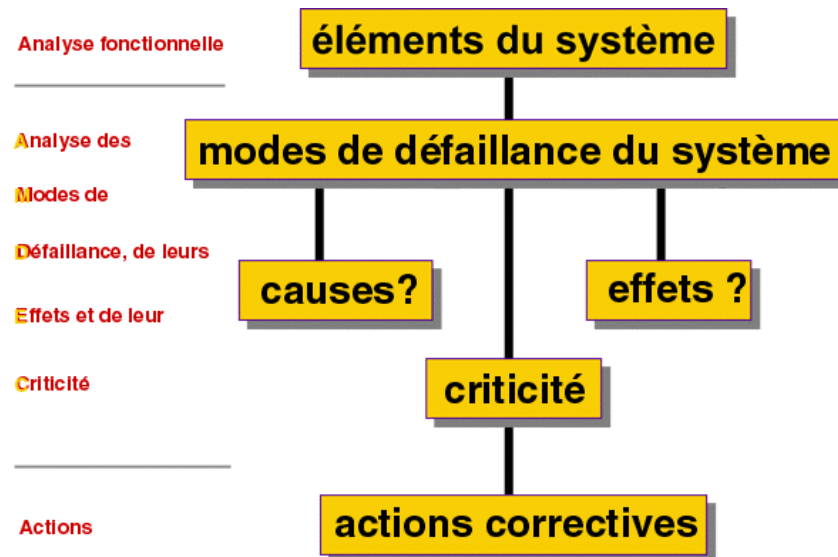 Analyse fonctionnelle
éléments du système
Analyse des
modes de défaillance du système
Modes de
Défaillance, de leurs
causes?
effets ?
Effets et de leur
Criticité
criticité
Actions
actions correctives